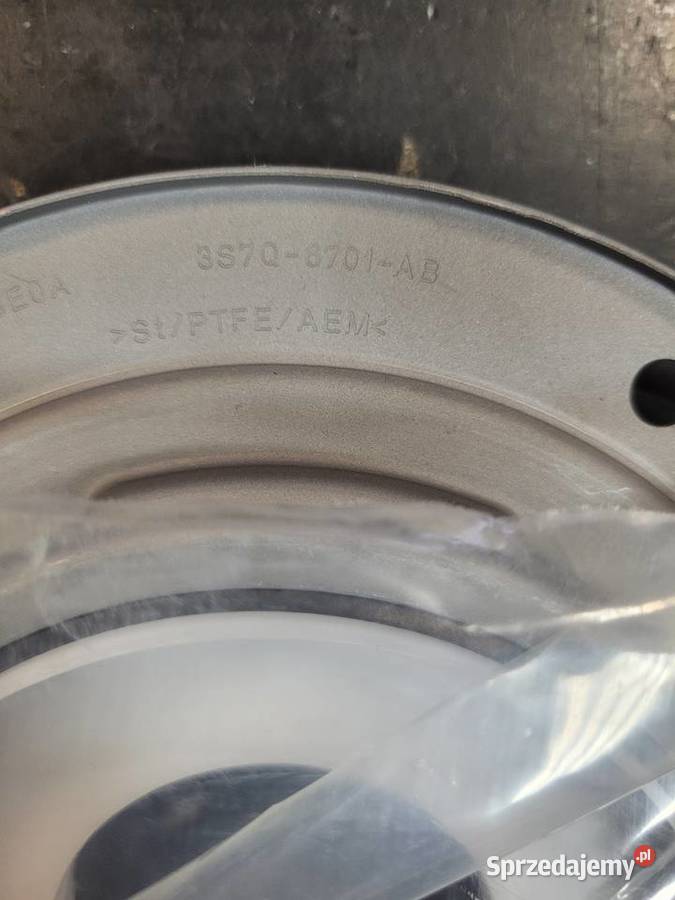 3S7Q-6701-AB
>St/PTFE/AEM<
Sprzedajemy.pl